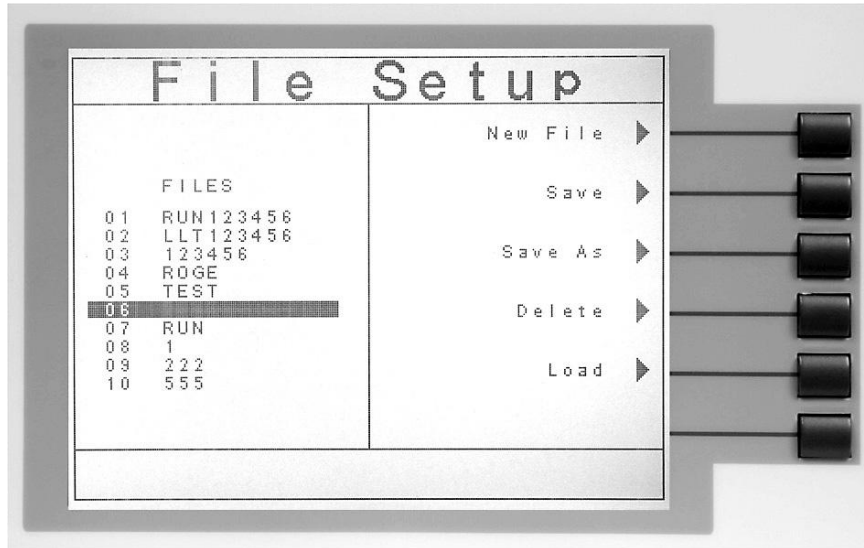 File Setup
FILES
01 RUN123456
02 LLT123456
03 123456
04 ROGE
05 TEST
06
07 RUN
08 1
09 222
10 555
New File
Save
Save As
Delete
Load